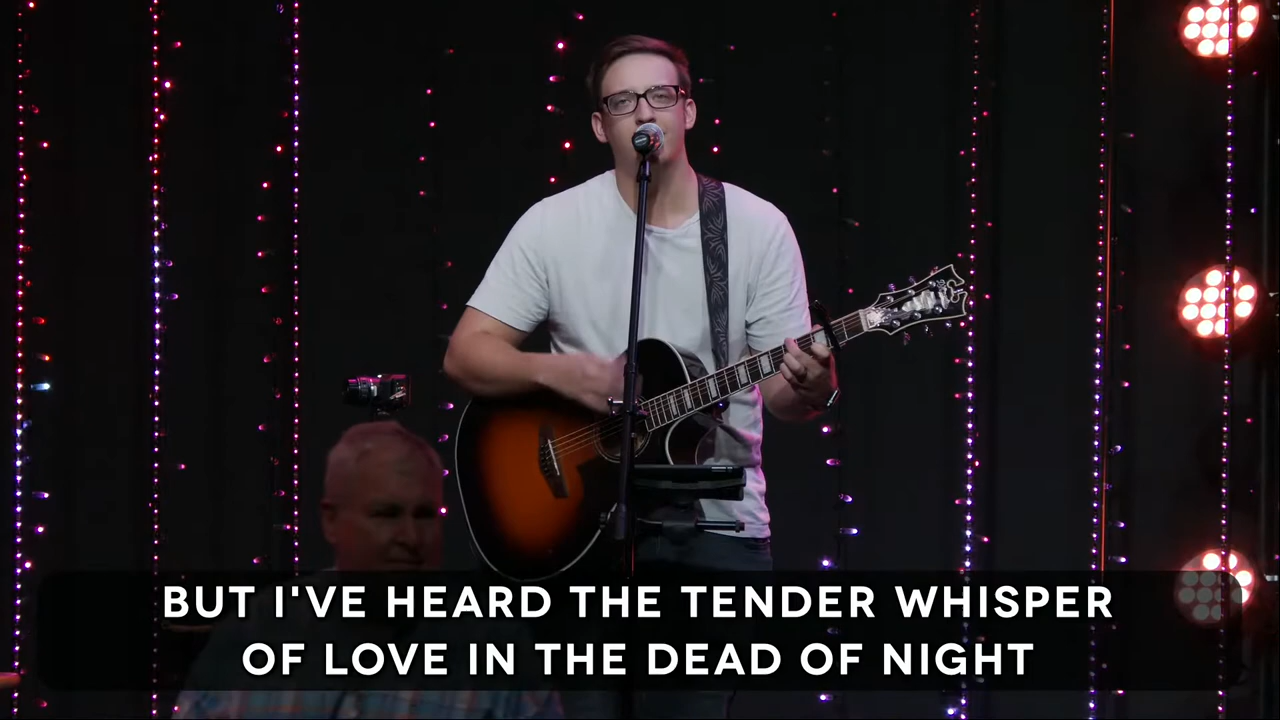 BUT I'VE HEARD THE TENDER WHISPER
OF LOVE IN THE DEAD OF NIGHT